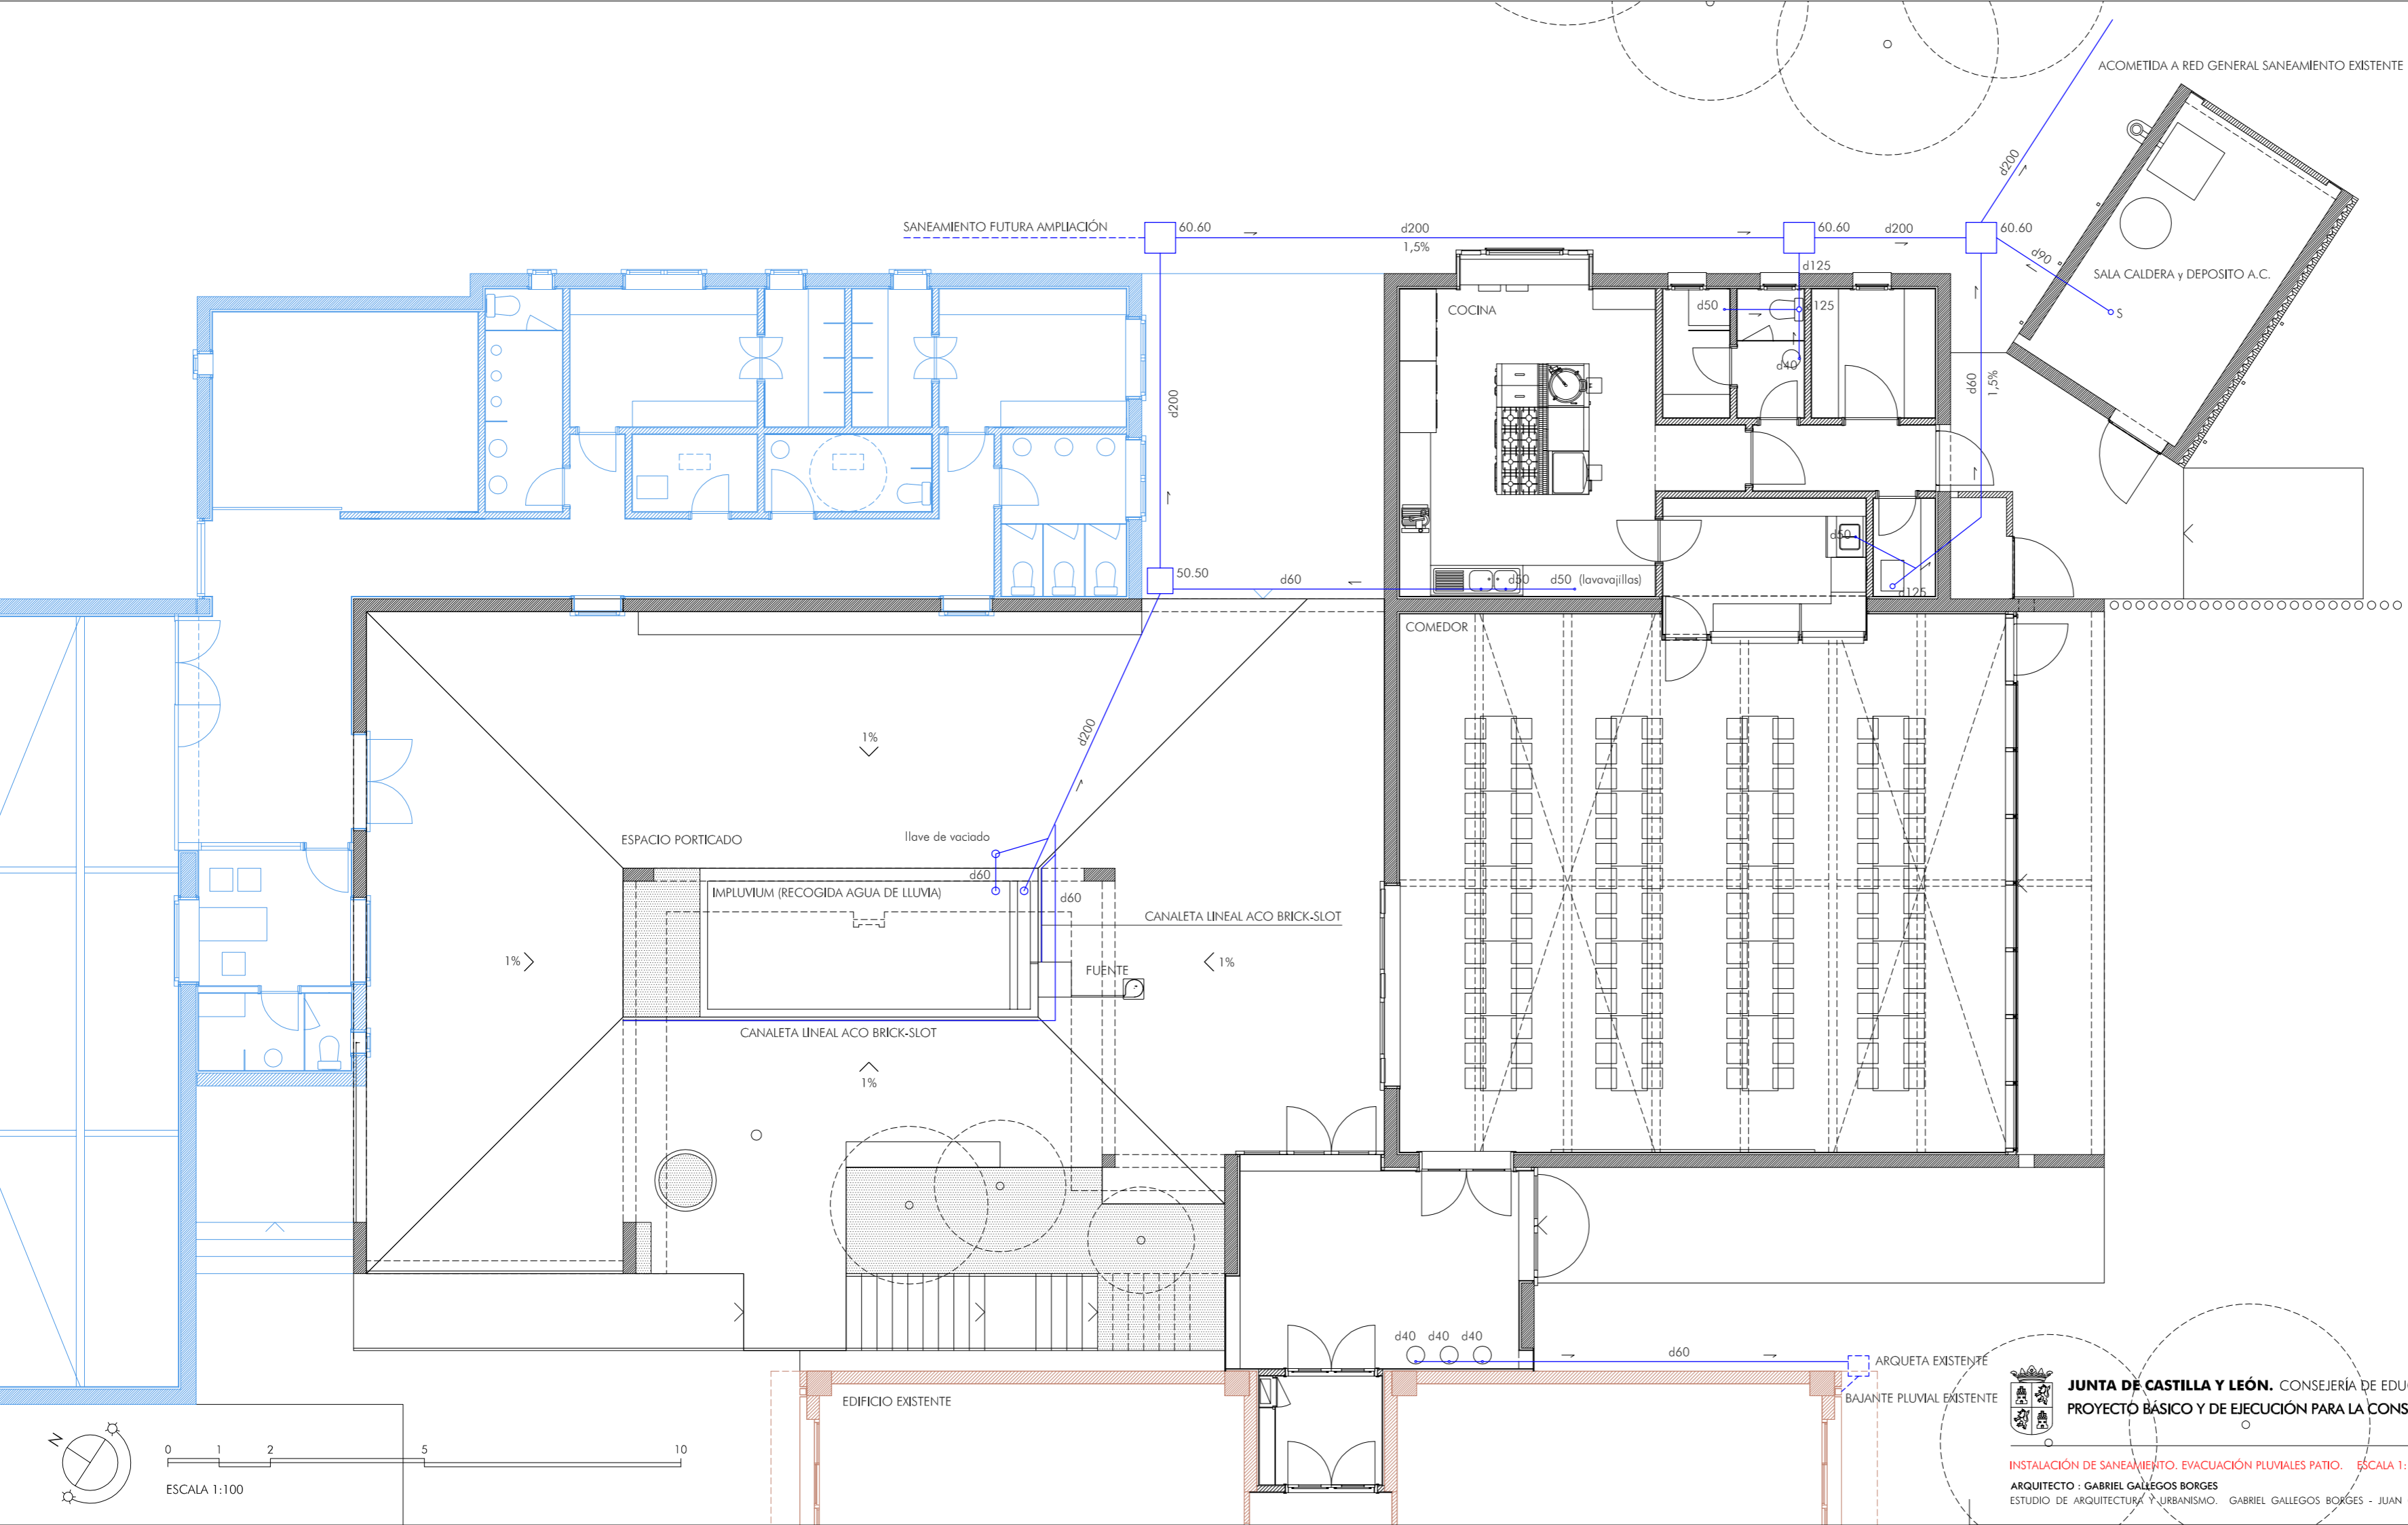 ACOMETIDA A RED GENERAL SANEAMIENTO EXISTENTE
d200
SANEAMIENTO FUTURA AMPLIACIÓN
60.60
d200
1,5%
60.60
d200
60.60
d125
d90
SALA CALDERA y DEPOSITO A.C.
S
COCINA
d50
125
d40
d60
1,5%
d200
d50
50.50
d60
d50
d50 (lavavajillas)
d125
COMEDOR
1%
d200
ESPACIO PORTICADO
llave de vaciado
d60
IMPLUVIUM (RECOGIDA AGUA DE LLUVIA)
d60
CANALETA LINEAL ACO BRICK-SLOT
1%
1%
FUENTE
CANALETA LINEAL ACO BRICK-SLOT
1%
d40 d40 d40
d60
ARQUETA EXISTENTE
BAJANTE PLUVIAL EXISTENTE
EDIFICIO EXISTENTE
N
0 1 2 5 10
ESCALA 1:100
JUNTA DE CASTILLA Y LEÓN. CONSEJERÍA DE EDU
PROYECTO BÁSICO Y DE EJECUCIÓN PARA LA CONS
INSTALACIÓN DE SANEAMIENTO. EVACUACIÓN PLUVIALES PATIO. ESCALA 1:
ARQUITECTO : GABRIEL GALLEGOS BORGES
ESTUDIO DE ARQUITECTURA Y URBANISMO. GABRIEL GALLEGOS BORGES - JUAN